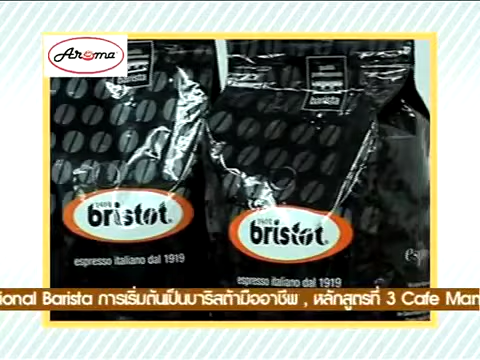 Aroma
barista
barista
caffè
bristot
espresso italiano dal 1919
bristot
espresso italiano dal 1919
ional Barista การเริ่มต้นเป็นบาริสต้ามืออาชีพ , หลักสูตรที่ 3 Cafe Man